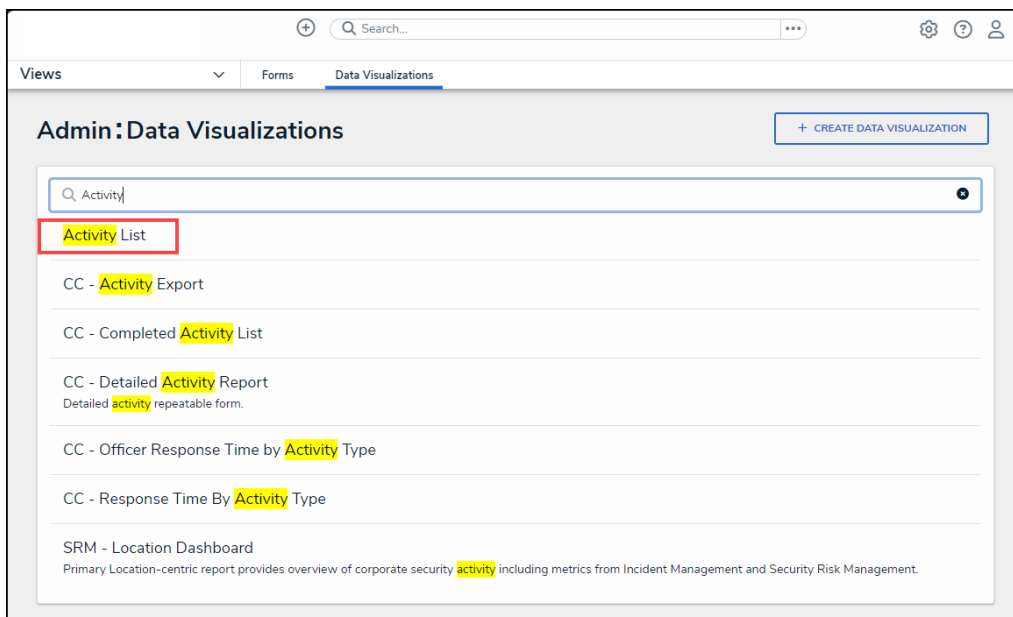 Search...
Views Forms Data Visualizations
Admin:Data Visualizations
+ CREATE DATA VISUALIZATION
Activity
Activity List
CC - Activity Export
CC - Completed Activity List
CC - Detailed Activity Report
Detailed activity repeatable form.
CC - Officer Response Time by Activity Type
CC - Response Time By Activity Type
SRM - Location Dashboard
Primary Location-centric report provides overview of corporate security activity including metrics from Incident Management and Security Risk Management.